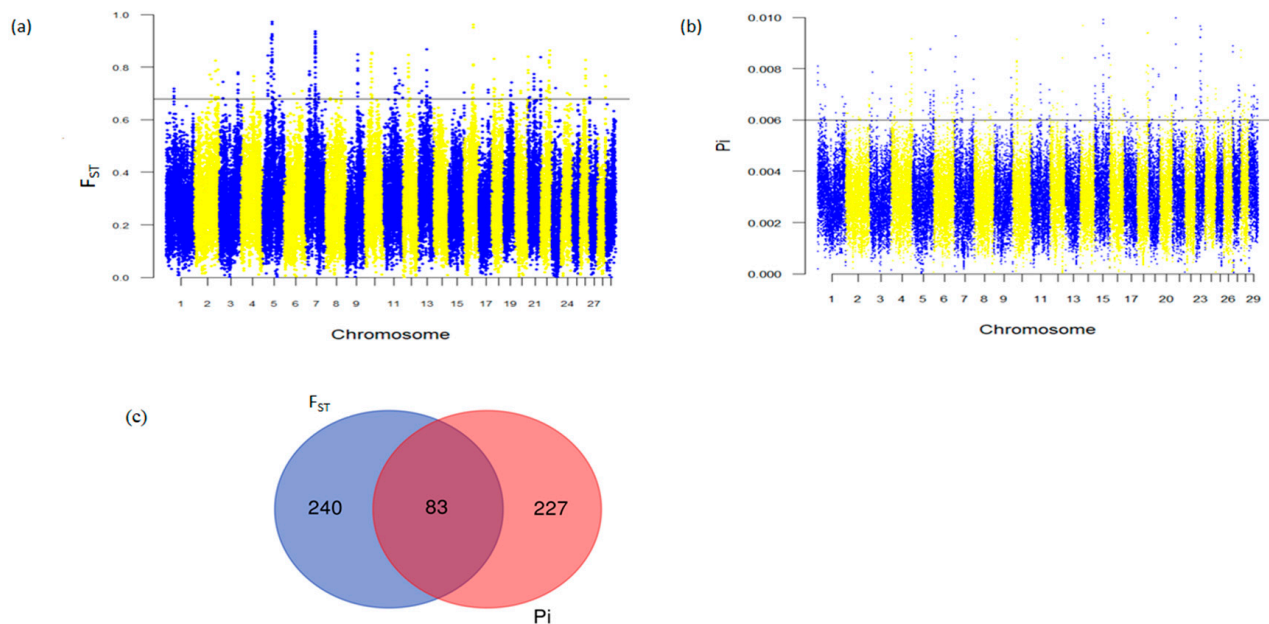 (a)
1.0
0.8
0.6
0.4
0.2
0.0
FST
1 2 3 4 5 6 7 8 9 11 13 15 17 19 21 24 27
Chromosome
(b)
0.010
0.008
0.006
0.004
0.002
0.000
Pi
1 2 3 4 5 6 7 8 9 11 13 15 17 20 23 26 29
Chromosome
(c)
FST
240 83 227
Pi